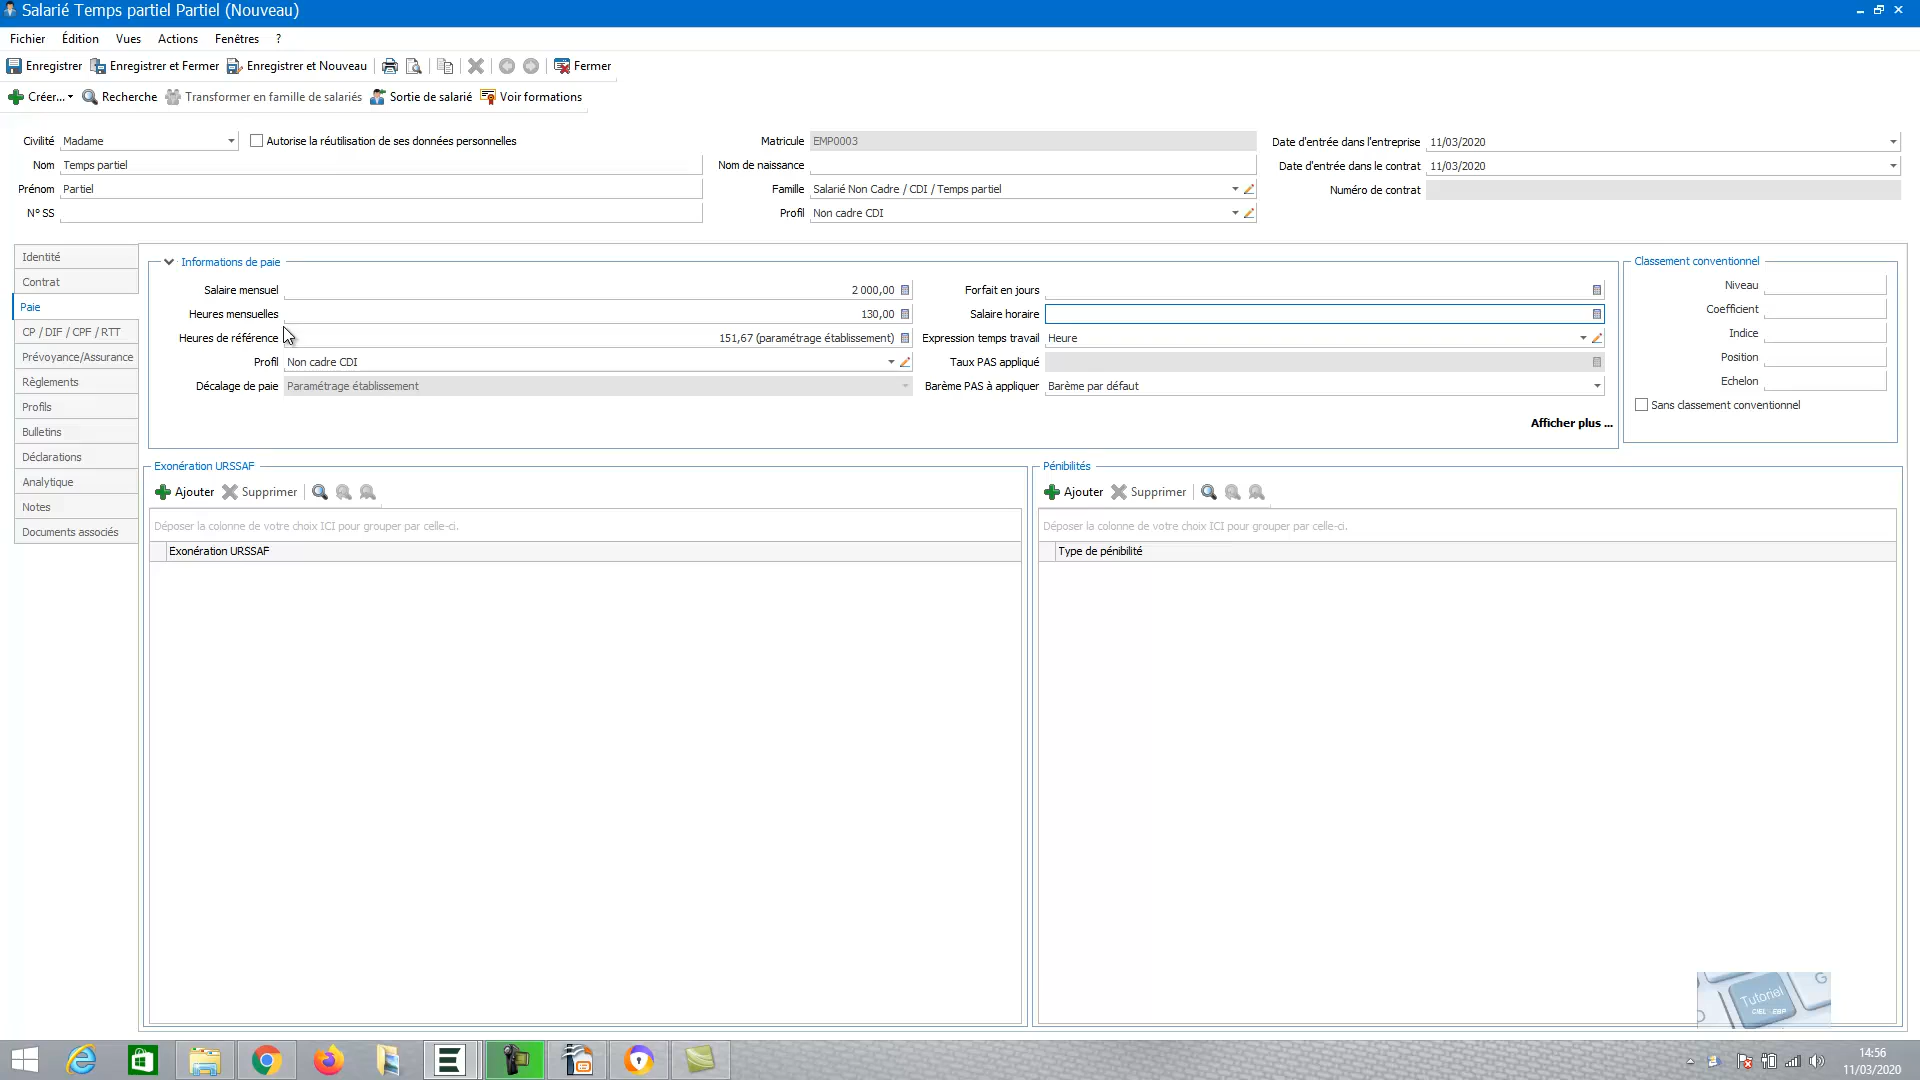 Salarié Temps partiel Partiel (Nouveau)
Fichier Édition Vues Actions Fenêtres ?
Enregistrer Enregistrer et Fermer Enregistrer et Nouveau Fermer
Créer... Recherche Transformer en famille de salariés Sortie de salarié Voir formations
Civilité Madame Autorise la réutilisation de ses données personnelles Matricule EMP0003 Date d'entrée dans l'entreprise 11/03/2020
Nom Temps partiel Nom de naissance Date d'entrée dans le contrat 11/03/2020
Prénom Partiel Famille Salarié Non Cadre / CDI / Temps partiel Numéro de contrat
N° SS Profil Non cadre CDI
Identité
Contrat
Paie
CP / DIF / CPF / RTT
Prévoyance/Assurance
Règlements
Profils
Bulletins
Déclarations
Analytique
Notes
Documents associés
Informations de paie
Salaire mensuel 2 000,00 Forfait en jours
Heures mensuelles 130,00 Salaire horaire
Heures de référence 151,67 (paramétrage établissement) Expression temps travail Heure
Profil Non cadre CDI Taux PAS appliqué
Décalage de paie Paramétrage établissement Barème PAS à appliquer Barème par défaut
Afficher plus ...
Classement conventionnel
Niveau
Coefficient
Indice
Position
Echelon
Sans classement conventionnel
Exonération URSSAF
Ajouter Supprimer
Déposer la colonne de votre choix ICI pour grouper par celle-ci.
Exonération URSSAF
Pénibilités
Ajouter Supprimer
Déposer la colonne de votre choix ICI pour grouper par celle-ci.
Type de pénibilité
G
Tutoriel
CIEL - EBP
14:56
11/03/2020